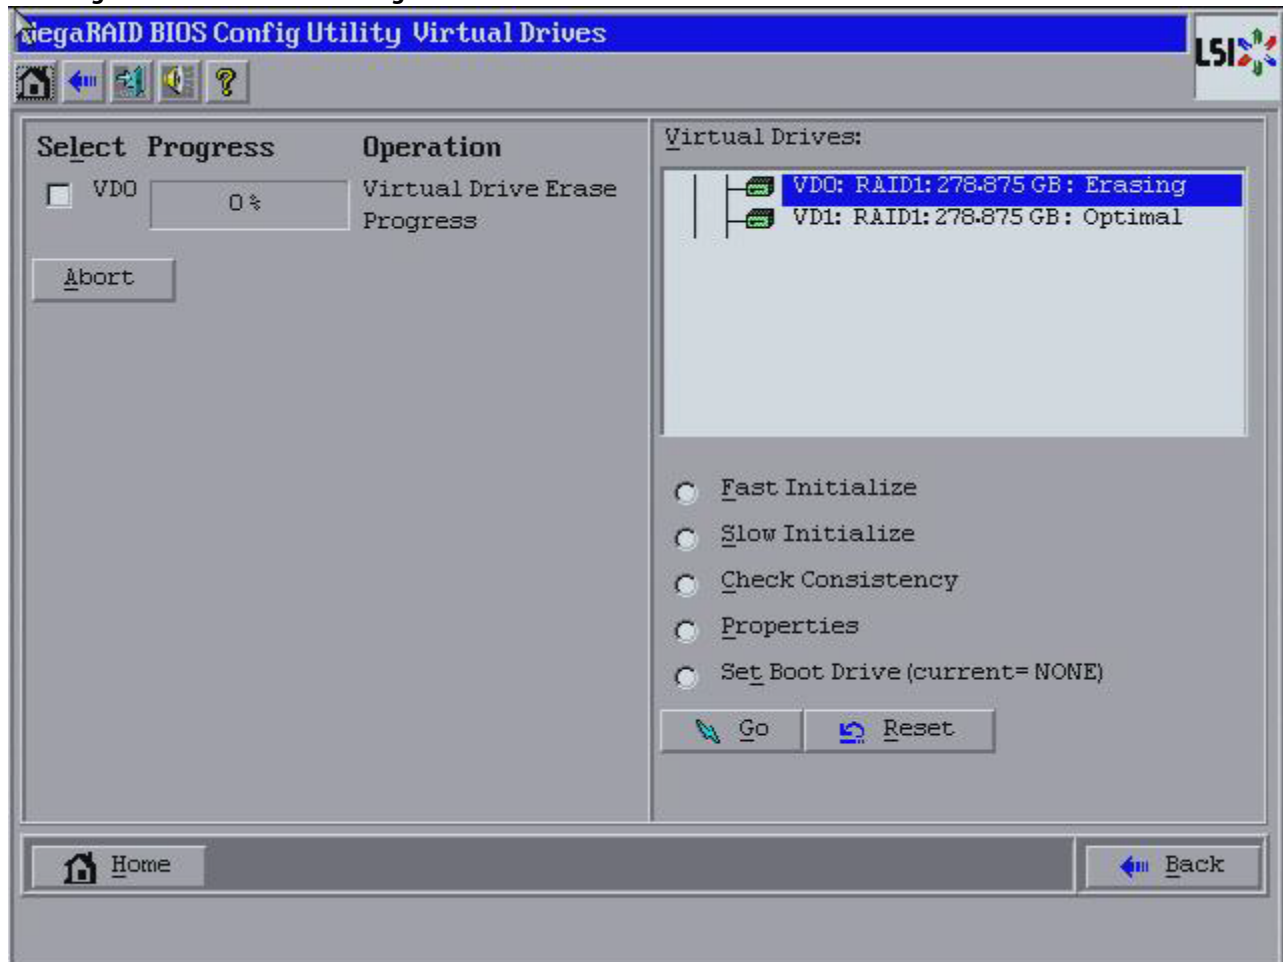 MegaRAID BIOS Config Utility Virtual Drives
LSI
Select Progress Operation
VD0 0% Virtual Drive Erase
Progress
Abort
Virtual Drives:
VD0: RAID1: 278.875 GB: Erasing
VD1: RAID1: 278.875 GB: Optimal
Fast Initialize
Slow Initialize
Check Consistency
Properties
Set Boot Drive (current= NONE)
Go Reset
Home Back